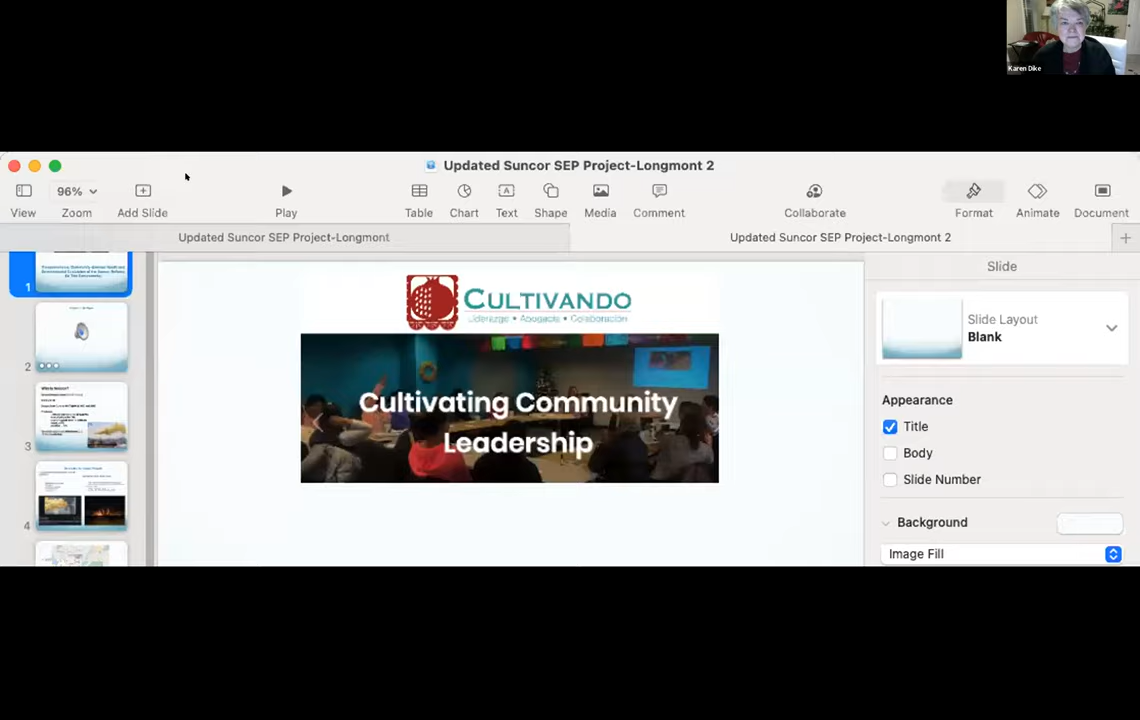 Karen Dike
Updated Suncor SEP Project-Longmont 2
96%
View
Zoom
Add Slide
Play
Table
Chart
Text
Shape
Media
Comment
Collaborate
Format
Animate
Document
Updated Suncor SEP Project-Longmont
Updated Suncor SEP Project-Longmont 2
1
2
3
4
CULTIVANDO
Liderazgo • Abogacía • Colaboración
Cultivating Community
Leadership
Slide
Slide Layout
Blank
Appearance
Title
Body
Slide Number
Background
Image Fill